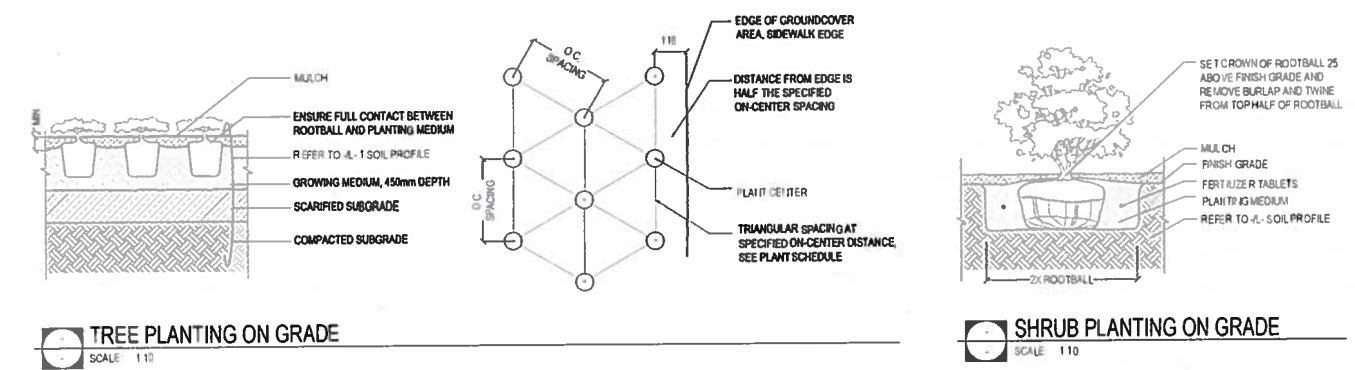 MULCH
2" MIN
ENSURE FULL CONTACT BETWEEN
ROOTBALL AND PLANTING MEDIUM
REFER TO -/L- 1 SOIL PROFILE
GROWING MEDIUM, 450mm DEPTH
SCARIFIED SUBGRADE
COMPACTED SUBGRADE
TREE PLANTING ON GRADE
SCALE: 1:10
O.C.
SPACING
O.C.
SPACING
EDGE OF GROUNDCOVER
AREA, SIDEWALK EDGE
DISTANCE FROM EDGE IS
HALF THE SPECIFIED
ON-CENTER SPACING
PLANT CENTER
TRIANGULAR SPACING AT
SPECIFIED ON-CENTER DISTANCE,
SEE PLANT SCHEDULE
SET CROWN OF ROOTBALL 25
ABOVE FINISH GRADE AND
REMOVE BURLAP AND TWINE
FROM TOP HALF OF ROOTBALL
MULCH
FINISH GRADE
FERTILIZER TABLETS
PLANTING MEDIUM
REFER TO -/L- SOIL PROFILE
2X ROOTBALL
SHRUB PLANTING ON GRADE
SCALE 1:10